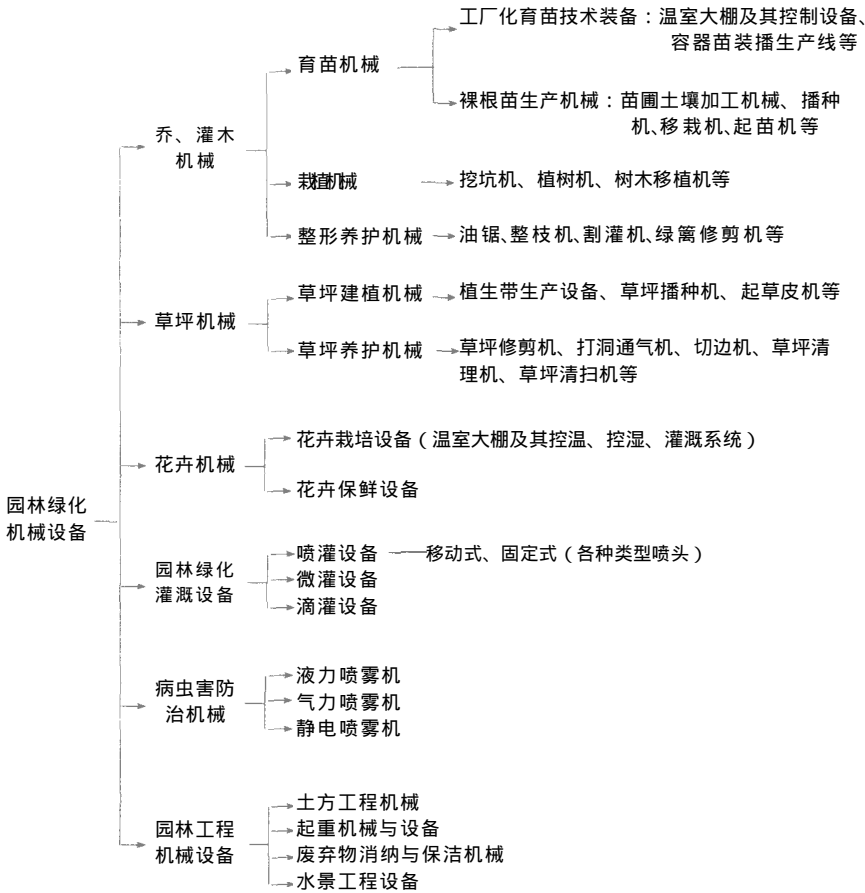 工厂化育苗技术装备：温室大棚及其控制设备、
容器苗装播生产线等
育苗机械
裸根苗生产机械：苗圃土壤加工机械、播种
机、移栽机、起苗机等
乔、灌木
机械
栽植机械
挖坑机、植树机、树木移植机等
整形养护机械
油锯、整枝机、割灌机、绿篱修剪机等
草坪建植机械
植生带生产设备、草坪播种机、起草皮机等
草坪机械
草坪养护机械
草坪修剪机、打洞通气机、切边机、草坪清
理机、草坪清扫机等
花卉栽培设备（温室大棚及其控温、控湿、灌溉系统）
花卉机械
花卉保鲜设备
园林绿化
机械设备
喷灌设备
移动式、固定式（各种类型喷头）
园林绿化
灌溉设备
微灌设备
滴灌设备
病虫害防
治机械
液力喷雾机
气力喷雾机
静电喷雾机
园林工程
机械设备
土方工程机械
起重机械与设备
废弃物消纳与保洁机械
水景工程设备